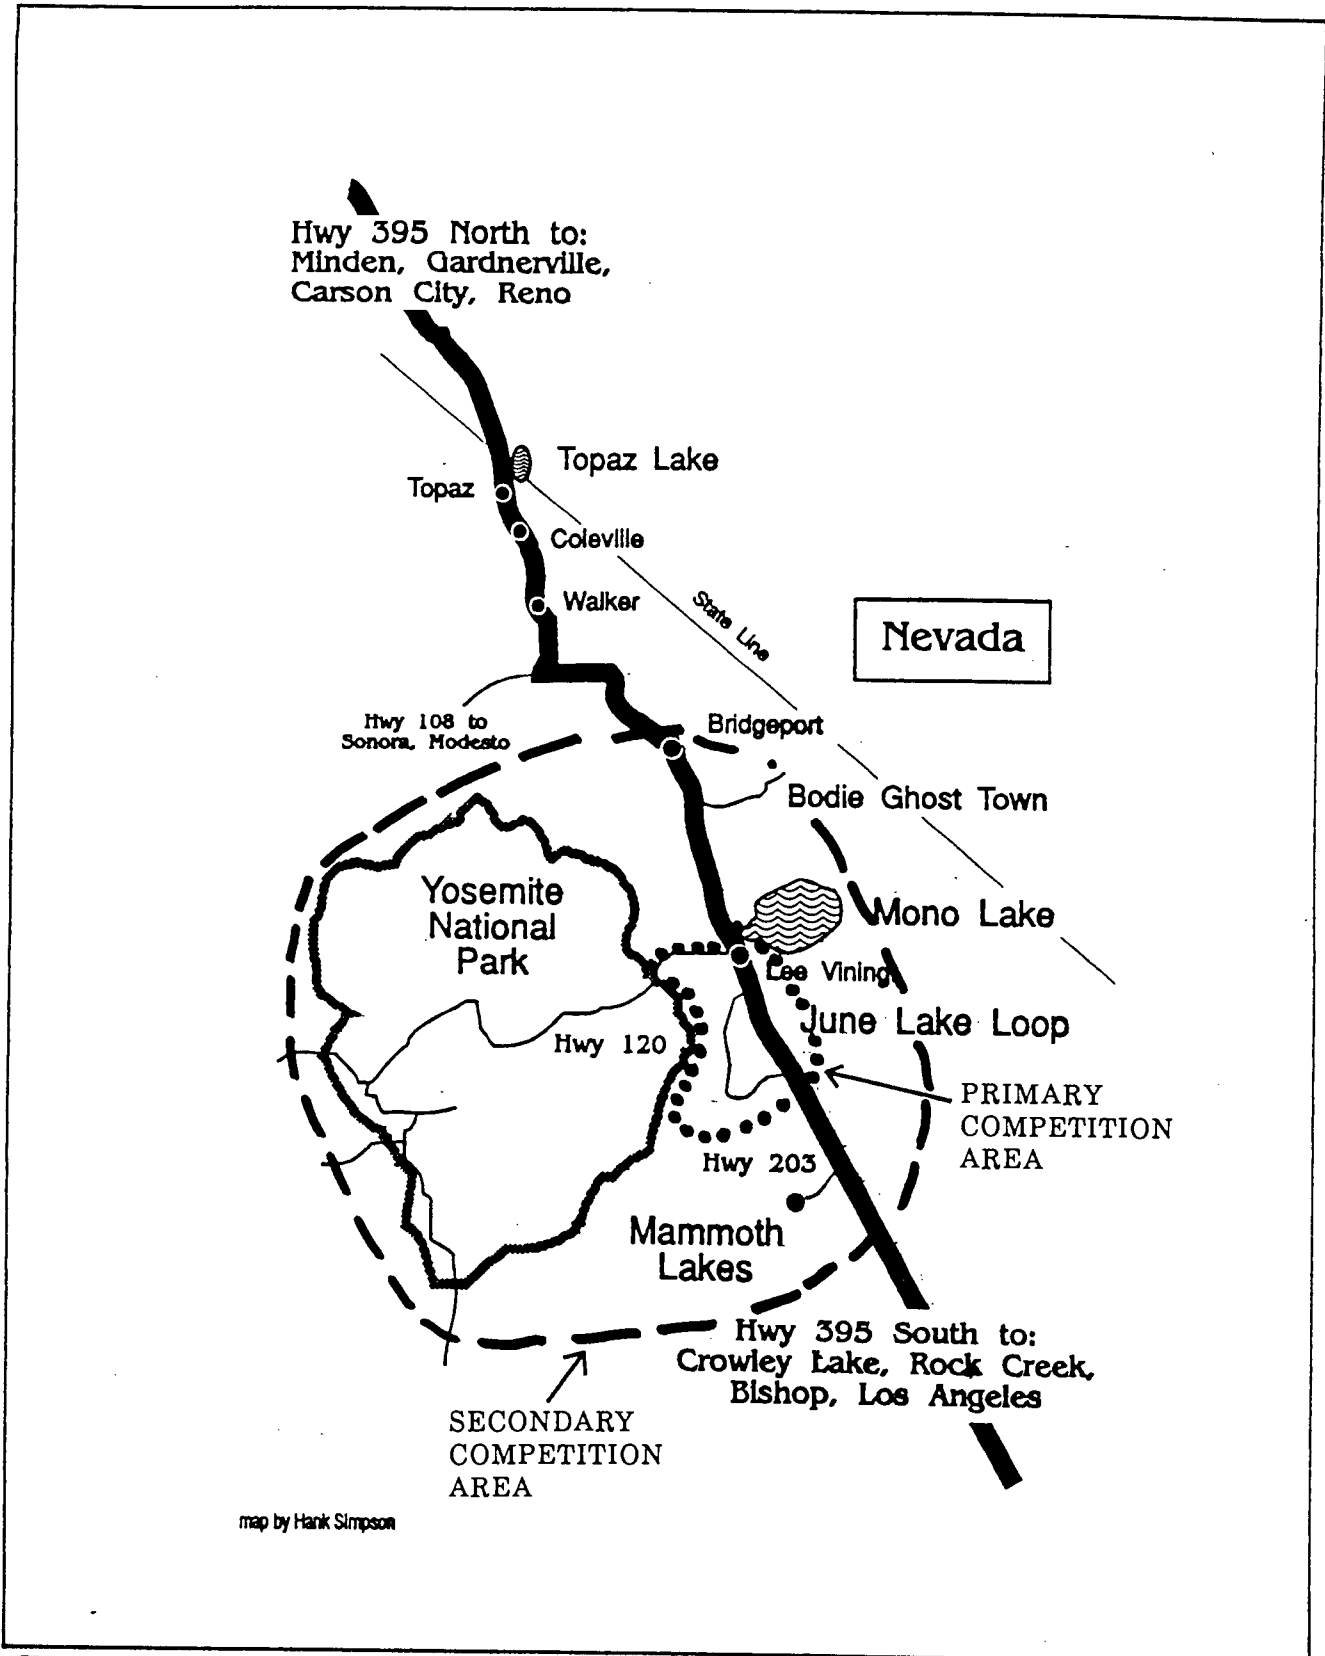 Hwy 395 North to:
Minden, Gardnerville,
Carson City, Reno
Topaz Lake
Topaz
Coleville
Walker
State Line
Nevada
Hwy 108 to
Sonora, Modesto
Bridgeport
Bodie Ghost Town
Yosemite
National
Park
Mono Lake
Lee Vining
June Lake Loop
Hwy 120
PRIMARY
COMPETITION
AREA
Hwy 203
Mammoth
Lakes
Hwy 395 South to:
Crowley Lake, Rock Creek,
Bishop, Los Angeles
SECONDARY
COMPETITION
AREA
map by Hank Simpson